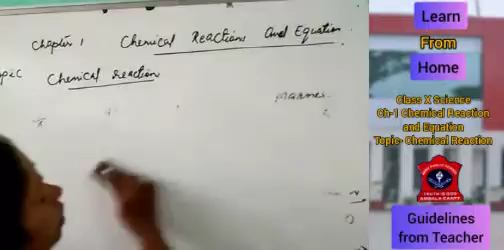 Chapter 1 Chemical Reactions And Equation
Chemical Reaction
Learn
From
Home
Class X Science
Ch-1 Chemical Reaction
and Equation
Topic- Chemical Reaction
Guidelines
from Teacher